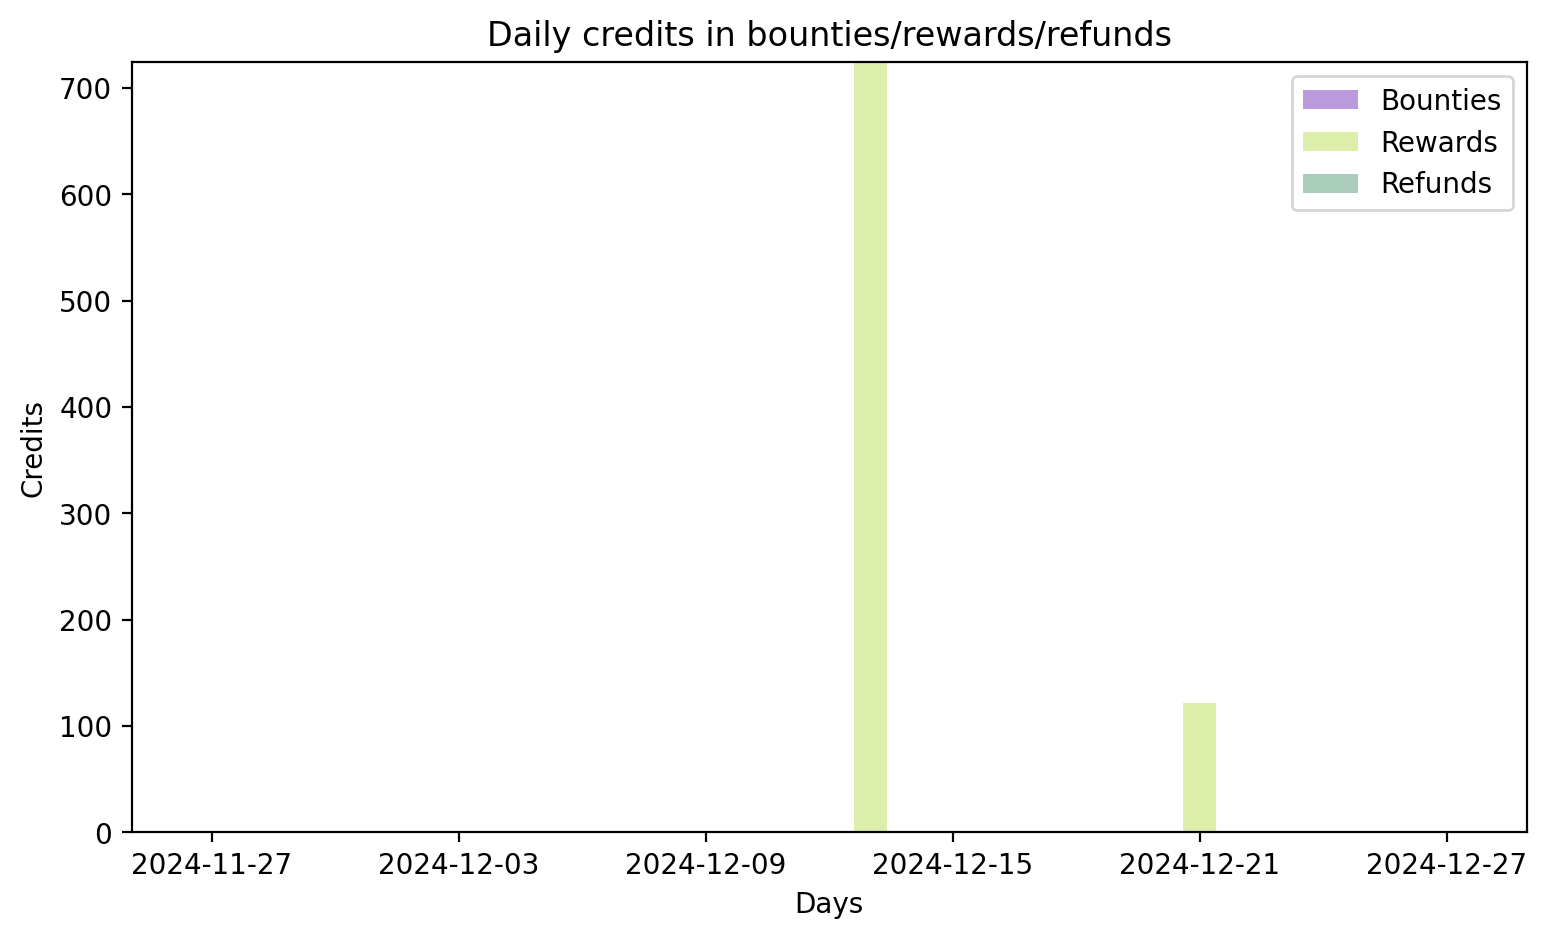 Daily credits in bounties/rewards/refunds
Bounties
Rewards
Refunds
700
600
500
400
300
200
100
0
Credits
2024-11-27 2024-12-03 2024-12-09 2024-12-15 2024-12-21 2024-12-27
Days